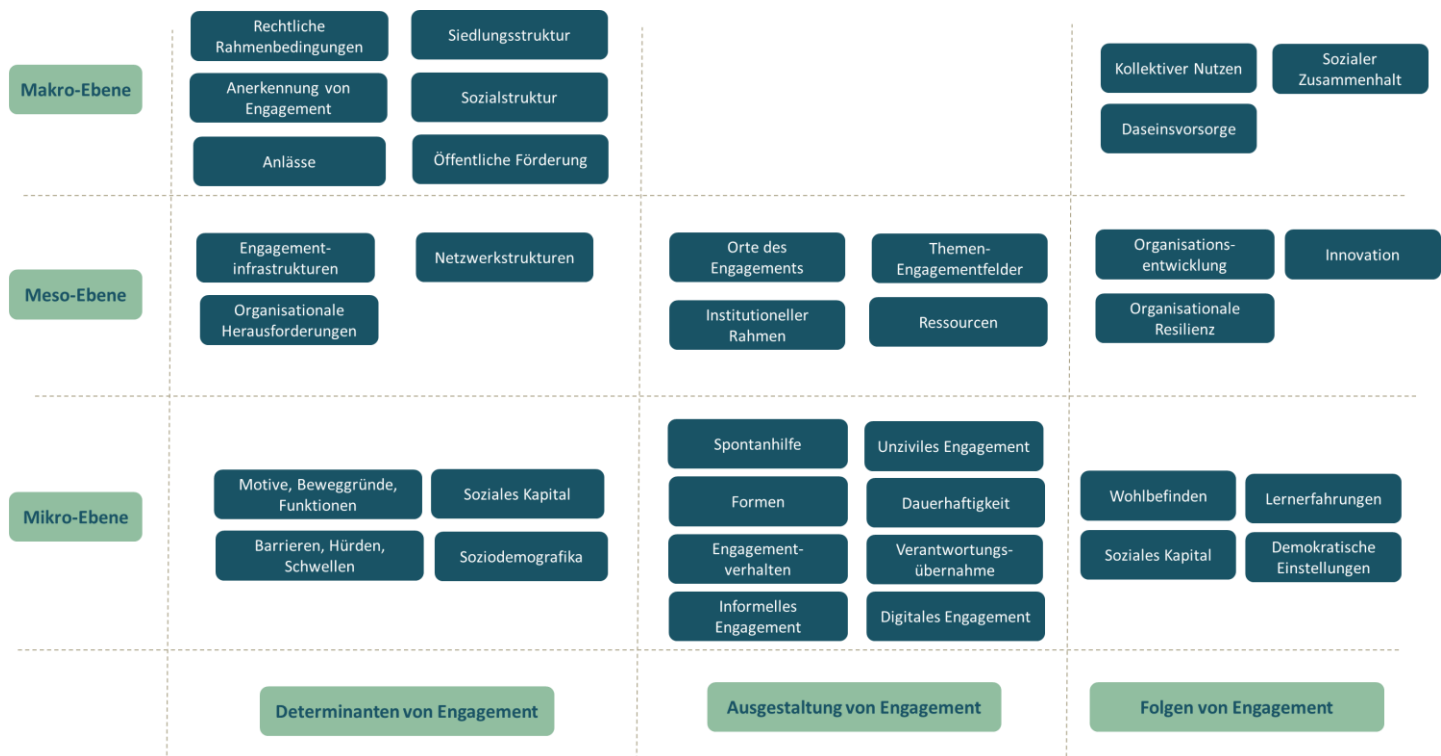 Makro-Ebene
Rechtliche
Rahmenbedingungen
Siedlungsstruktur
Anerkennung von
Engagement
Sozialstruktur
Anlässe
Öffentliche Förderung
Kollektiver Nutzen
Sozialer
Zusammenhalt
Daseinsvorsorge
Meso-Ebene
Engagement-
infrastrukturen
Netzwerkstrukturen
Organisationale
Herausforderungen
Orte des
Engagements
Themen-
Engagementfelder
Institutioneller
Rahmen
Ressourcen
Organisations-
entwicklung
Innovation
Organisationale
Resilienz
Mikro-Ebene
Motive, Beweggründe,
Funktionen
Soziales Kapital
Barrieren, Hürden,
Schwellen
Soziodemografika
Spontanhilfe
Unziviles Engagement
Formen
Dauerhaftigkeit
Engagement-
verhalten
Verantwortungs-
übernahme
Informelles
Engagement
Digitales Engagement
Wohlbefinden
Lernerfahrungen
Soziales Kapital
Demokratische
Einstellungen
Determinanten von Engagement
Ausgestaltung von Engagement
Folgen von Engagement